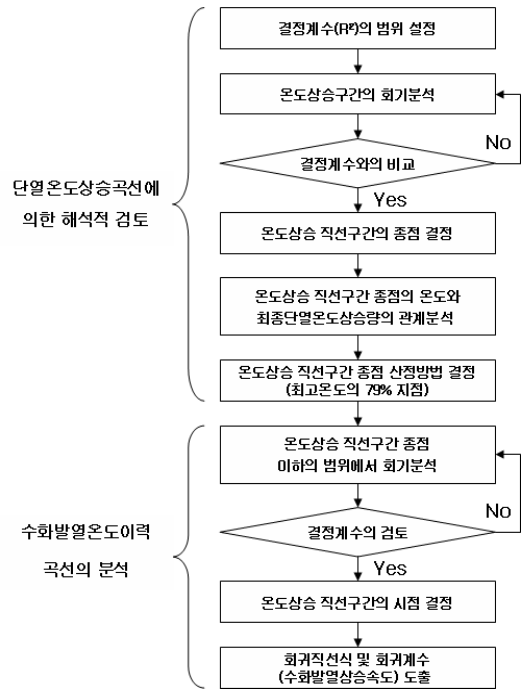 결정계수(R²)의 범위 설정
온도상승구간의 회기분석
No
결정계수와의 비교
Yes
단열온도상승곡선에
의한 해석적 검토
온도상승 직선구간의 종점 결정
온도상승 직선구간 종점의 온도와
최종단열온도상승량의 관계분석
온도상승 직선구간 종점 산정방법 결정
(최고온도의 79% 지점)
온도상승 직선구간 종점
이하의 범위에서 회기분석
No
결정계수의 검토
Yes
수화발열온도이력
곡선의 분석
온도상승 직선구간의 시점 결정
회귀직선식 및 회귀계수
(수화발열상승속도) 도출